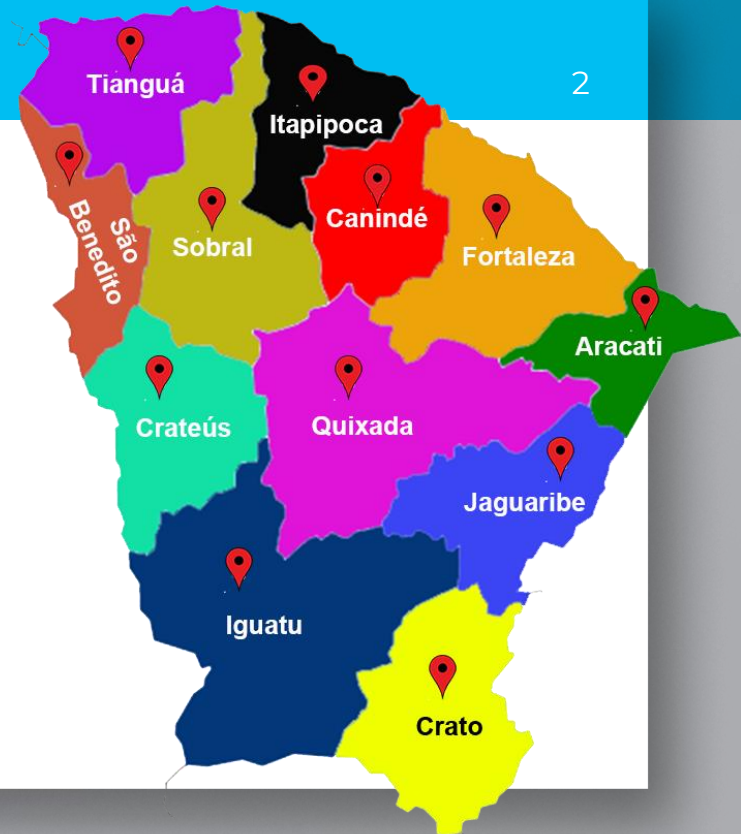 2
Tianguá
Itapipoca
São
Benedito
Sobral
Canindé
Fortaleza
Aracati
Crateús
Quixada
Jaguaribe
Iguatu
Crato